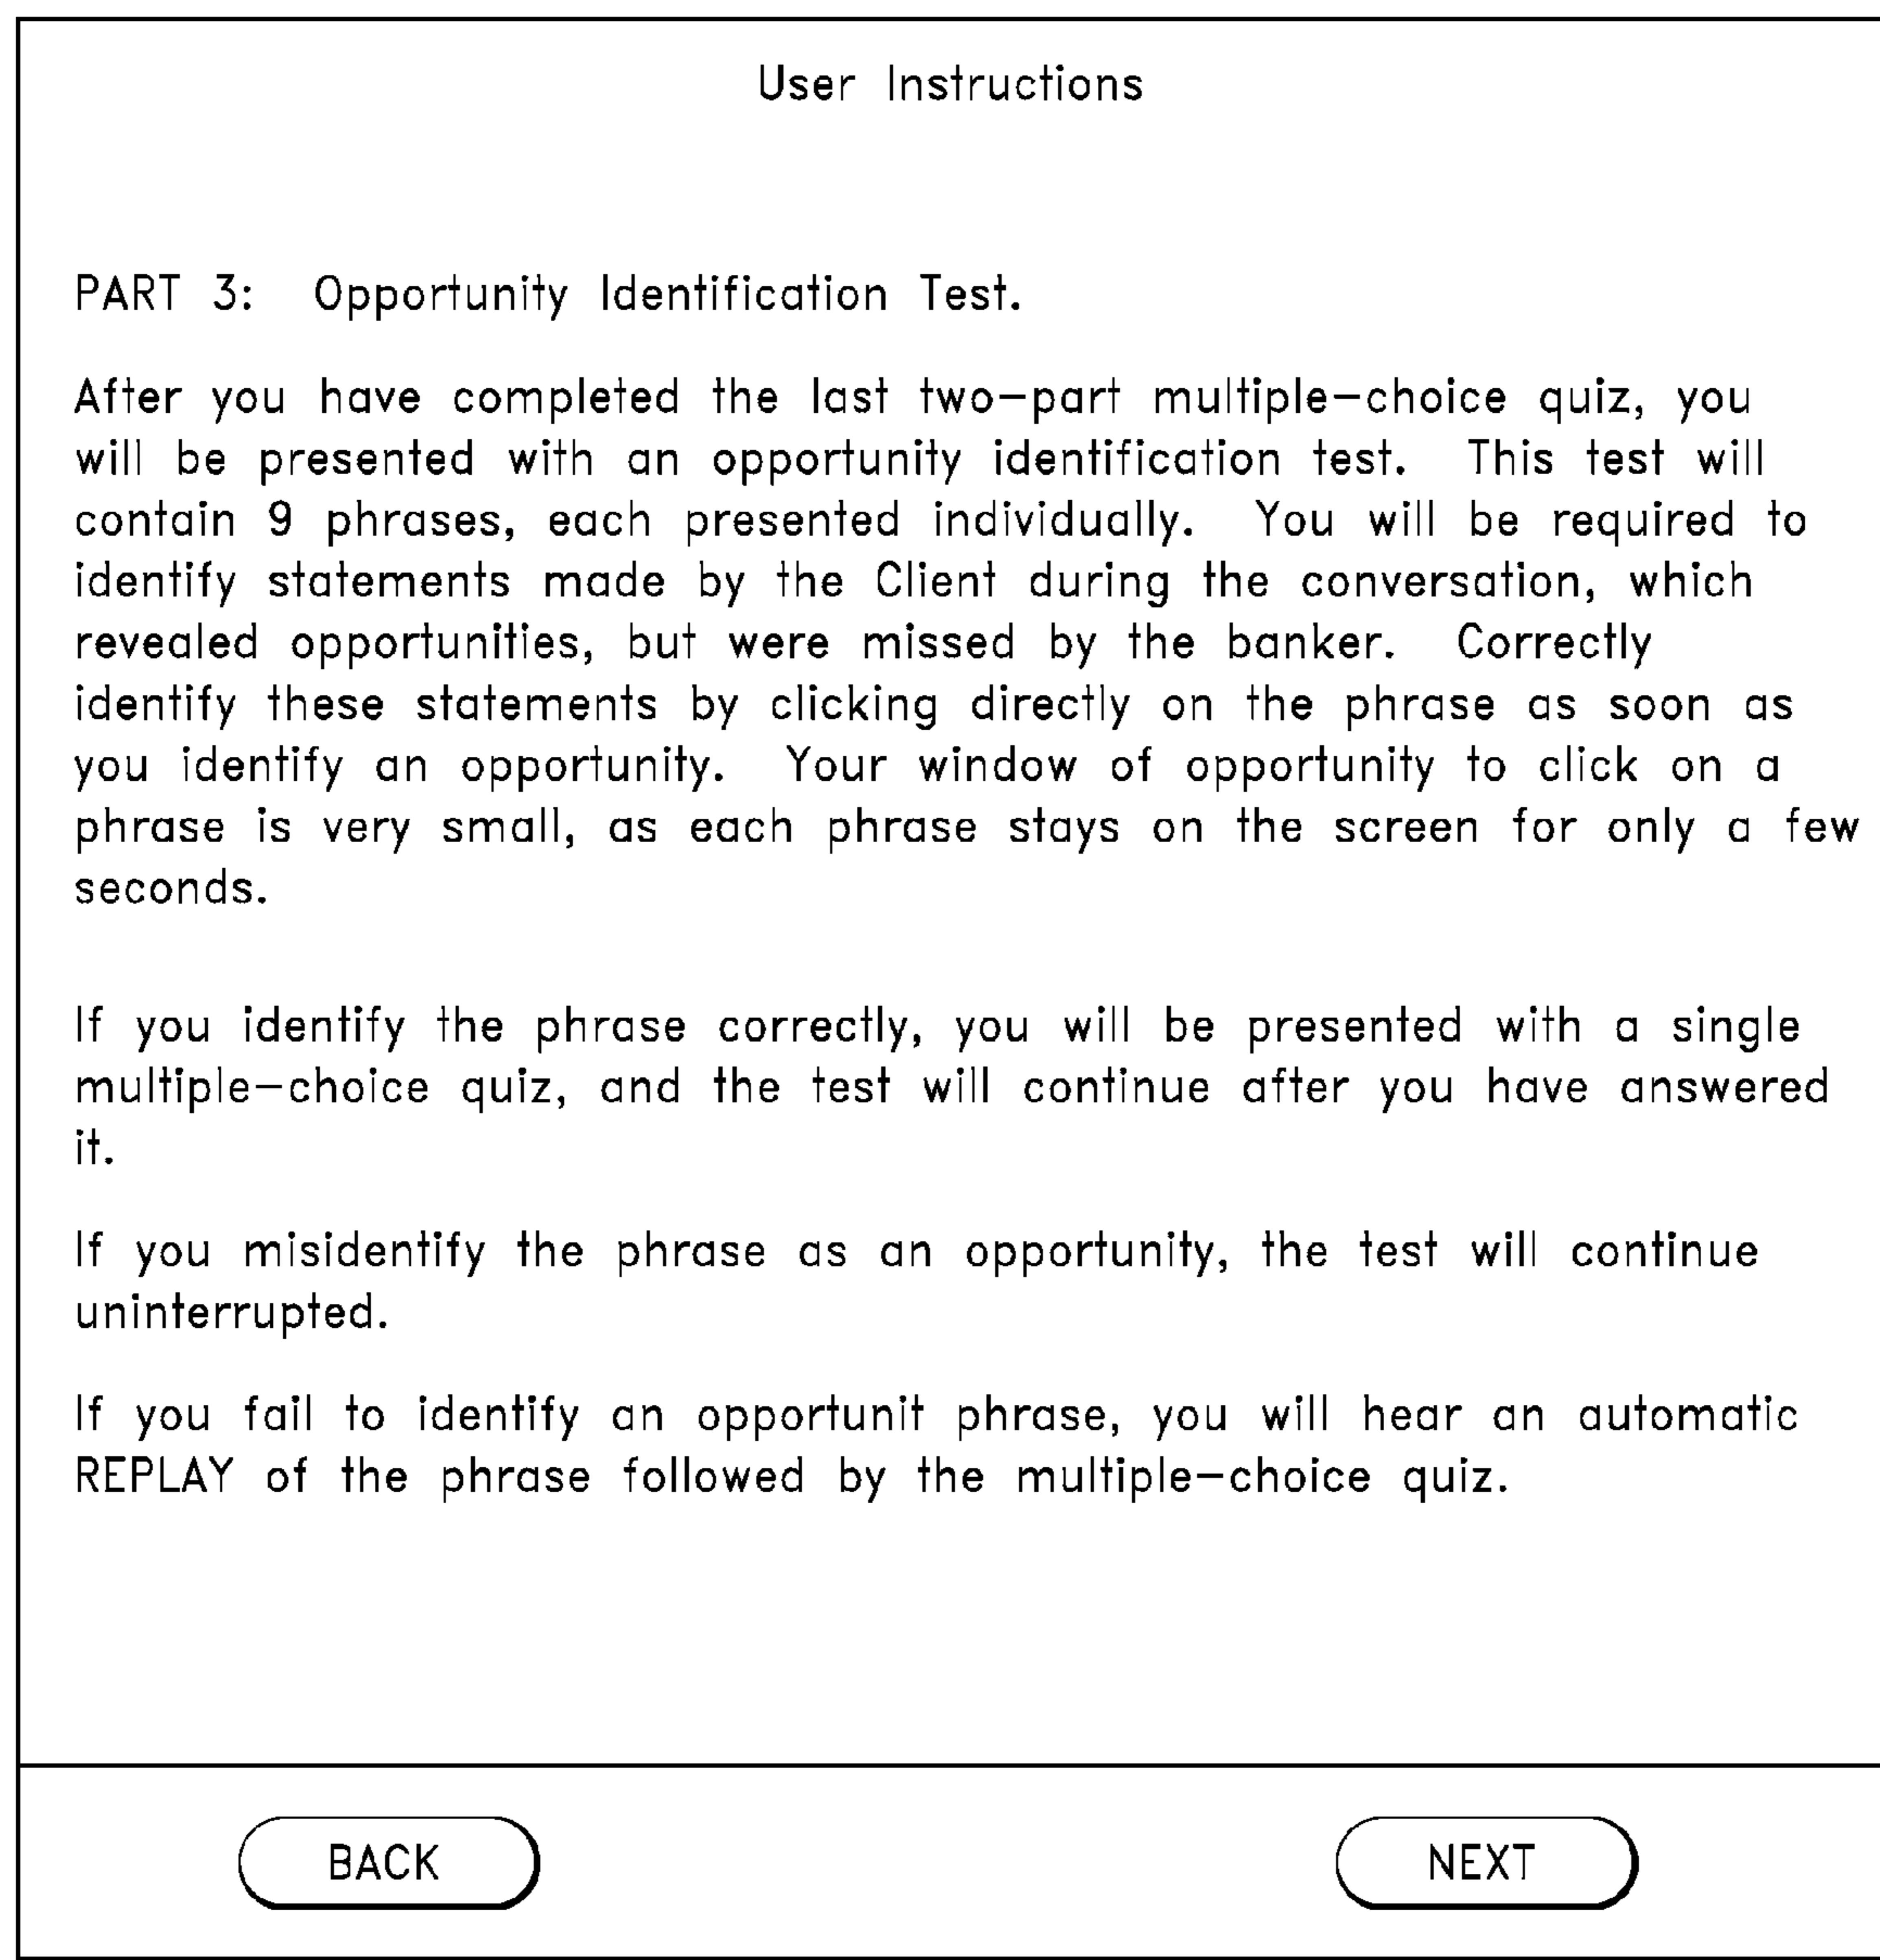 User Instructions
PART 3: Opportunity Identification Test.
After you have completed the last two-part multiple-choice quiz, you
will be presented with an opportunity identification test. This test will
contain 9 phrases, each presented individually. You will be required to
identify statements made by the Client during the conversation, which
revealed opportunities, but were missed by the banker. Correctly
identify these statements by clicking directly on the phrase as soon as
you identify an opportunity. Your window of opportunity to click on a
phrase is very small, as each phrase stays on the screen for only a few
seconds.
If you identify the phrase correctly, you will be presented with a single
multiple-choice quiz, and the test will continue after you have answered
it.
If you misidentify the phrase as an opportunity, the test will continue
uninterrupted.
If you fail to identify an opportunit phrase, you will hear an automatic
REPLAY of the phrase followed by the multiple-choice quiz.
BACK
NEXT